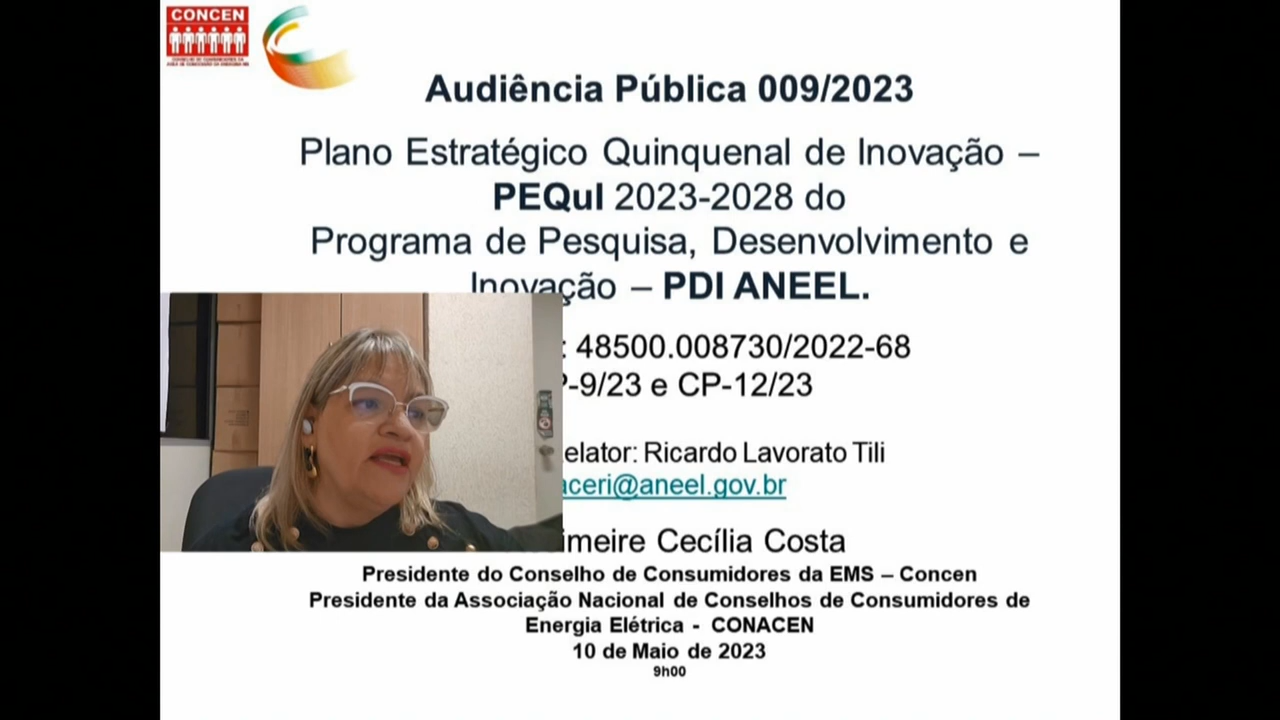 CONCEN
Audiência Pública 009/2023
Plano Estratégico Quinquenal de Inovação –
PEQuI 2023-2028 do
Programa de Pesquisa, Desenvolvimento e
Inovação – PDI ANEEL.
: 48500.008730/2022-68
-9/23 e CP-12/23
elator: Ricardo Lavorato Tili
aceri@aneel.gov.br
imeire Cecília Costa
Presidente do Conselho de Consumidores da EMS – Concen
Presidente da Associação Nacional de Conselhos de Consumidores de
Energia Elétrica - CONACEN
10 de Maio de 2023
9h00